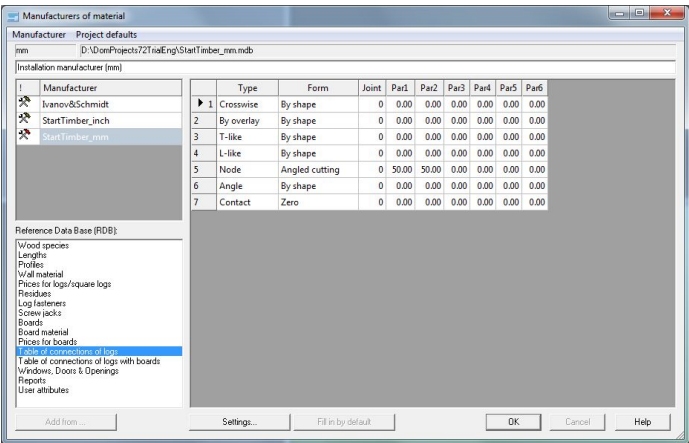 Manufacturers of material
Manufacturer Project defaults
mm D:\DomProjects72TrialEng\StartTimber_mm.mdb
Installation manufacturer (mm)
! Manufacturer
Ivanov&Schmidt
StartTimber_inch
StartTimber_mm
Type Form Joint Par1 Par2 Par3 Par4 Par5 Par6
1 Crosswise By shape 0 0.00 0.00 0.00 0.00 0.00 0.00
2 By overlay By shape 0 0.00 0.00 0.00 0.00 0.00 0.00
3 T-like By shape 0 0.00 0.00 0.00 0.00 0.00 0.00
4 L-like By shape 0 0.00 0.00 0.00 0.00 0.00 0.00
5 Node Angled cutting 0 50.00 50.00 0.00 0.00 0.00 0.00
6 Angle By shape 0 0.00 0.00 0.00 0.00 0.00 0.00
7 Contact Zero 0 0.00 0.00 0.00 0.00 0.00 0.00
Reference Data Base (RDB):
Wood species
Lengths
Profiles
Wall material
Prices for logs/square logs
Residues
Log fasteners
Screw jacks
Boards
Board material
Prices for boards
Table of connections of logs
Table of connections of logs with boards
Windows, Doors & Openings
Reports
User attributes
Add from ... Settings... Fill in by default OK Cancel Help